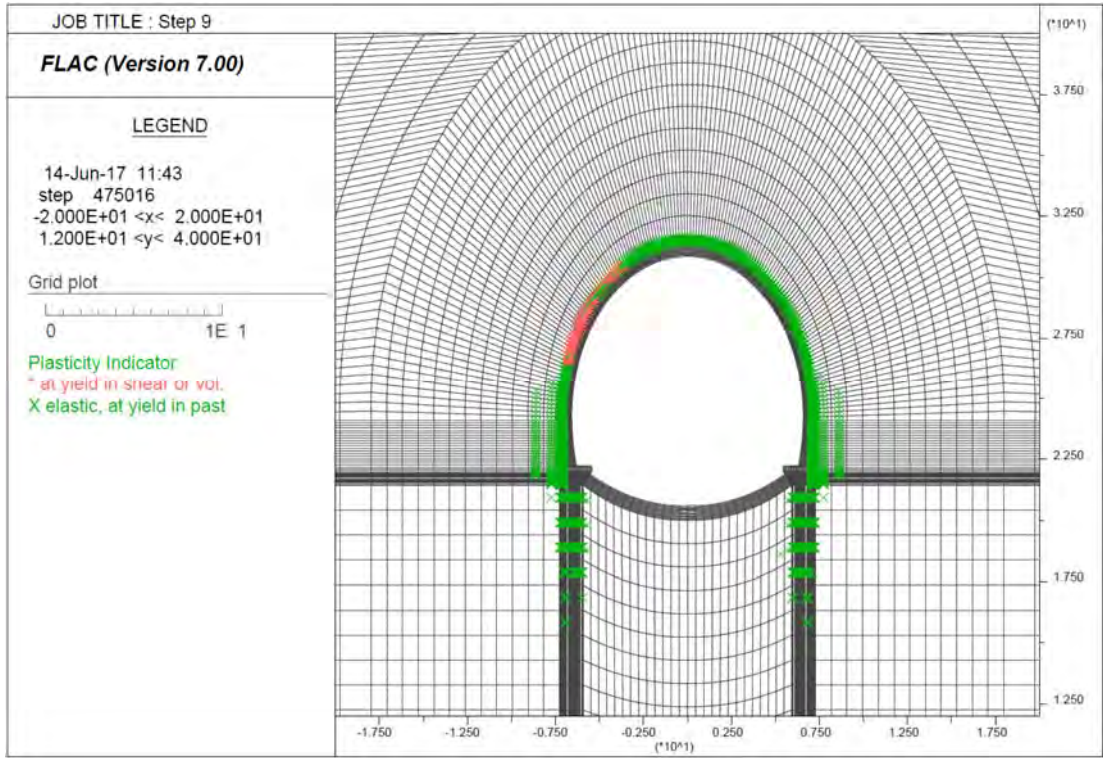 JOB TITLE : Step 9
FLAC (Version 7.00)
LEGEND
14-Jun-17 11:43
step 475016
-2.000E+01 <x< 2.000E+01
1.200E+01 <y< 4.000E+01
Grid plot
0 1E 1
Plasticity Indicator
* at yield in shear or vol.
X elastic, at yield in past
(*10^1)
3.750
3.250
2.750
2.250
1.750
1.250
-1.750 -1.250 -0.750 -0.250 0.250 0.750 1.250 1.750
(*10^1)